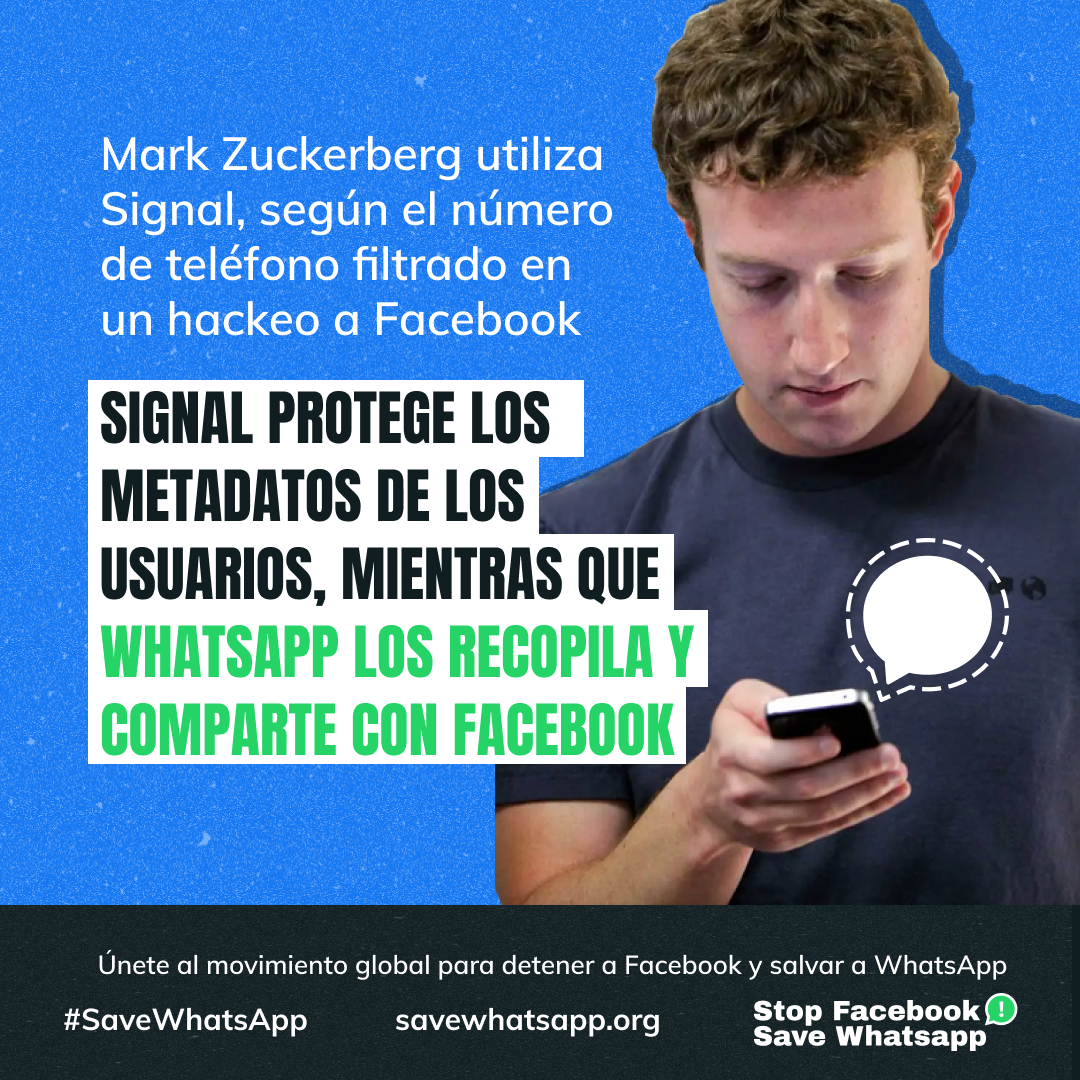 Mark Zuckerberg utiliza
Signal, según el número
de teléfono filtrado en
un hackeo a Facebook
SIGNAL PROTEGE LOS
METADATOS DE LOS
USUARIOS, MIENTRAS QUE
WHATSAPP LOS RECOPILA Y
COMPARTE CON FACEBOOK
Únete al movimiento global para detener a Facebook y salvar a WhatsApp
#SaveWhatsApp
savewhatsapp.org
Stop Facebook !
Save Whatsapp